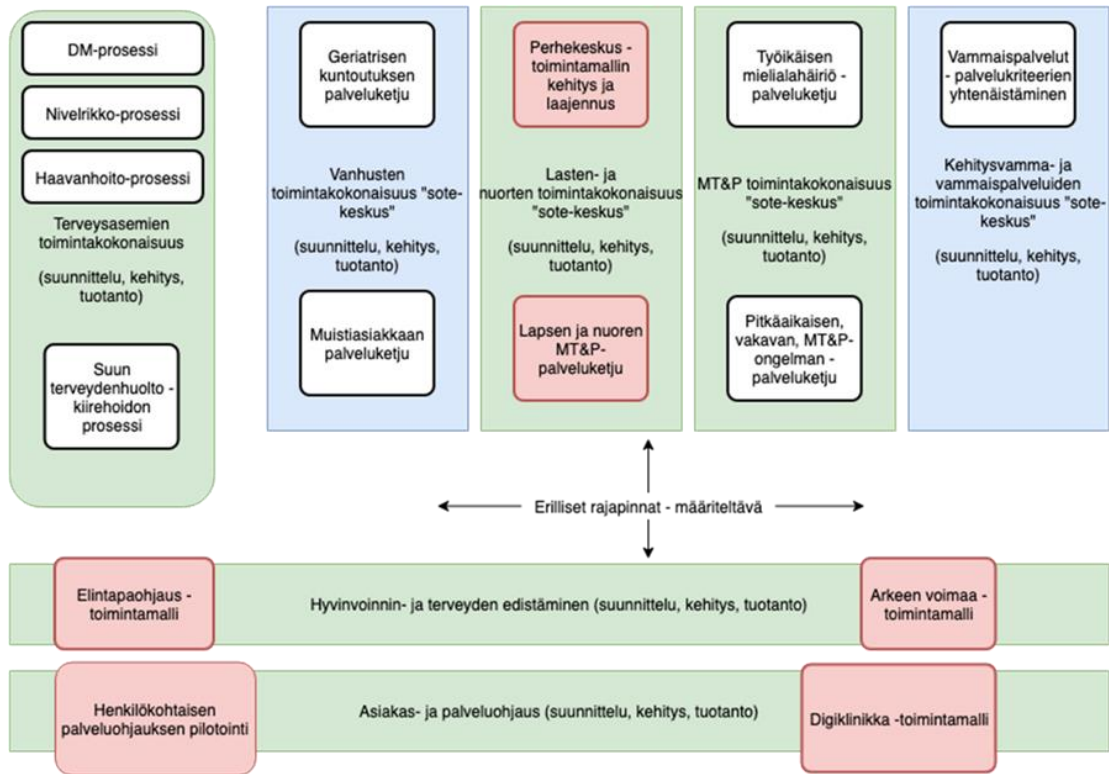 DM-prosessi
Nivelrikko-prosessi
Haavanhoito-prosessi
Terveysasemien
toimintakokonaisuus
(suunnittelu, kehitys,
tuotanto)
Suun
terveydenhuolto -
kiirehoidon
prosessi
Geriatrisen
kuntoutuksen
palveluketju
Vanhusten
toimintakokonaisuus "sote-
keskus"
(suunnittelu, kehitys,
tuotanto)
Muistiasiakkaan
palveluketju
Perhekeskus -
toimintamallin
kehitys ja
laajennus
Lasten- ja
nuorten toimintakokonaisuus
"sote-keskus"
(suunnittelu, kehitys,
tuotanto)
Lapsen ja nuoren
MT&P-
palveluketju
Työikäisen
mielialahäiriö -
palveluketju
MT&P toimintakokonaisuus
"sote-keskus"
(suunnittelu, kehitys,
tuotanto)
Pitkäaikaisen,
vakavan, MT&P-
ongelman -
palveluketju
Vammaispalvelut
- palvelukriteerien
yhtenäistäminen
Kehitysvamma- ja
vammaispalveluiden
toimintakokonaisuus "sote-
keskus"
(suunnittelu, kehitys,
tuotanto)
Erilliset rajapinnat - määriteltävä
Elintapaohjaus -
toimintamalli
Hyvinvoinnin- ja terveyden edistäminen (suunnittelu, kehitys, tuotanto)
Arkeen voimaa -
toimintamalli
Henkilökohtaisen
palveluohjauksen pilotointi
Asiakas- ja palveluohjaus (suunnittelu, kehitys, tuotanto)
Digiklinikka -toimintamalli